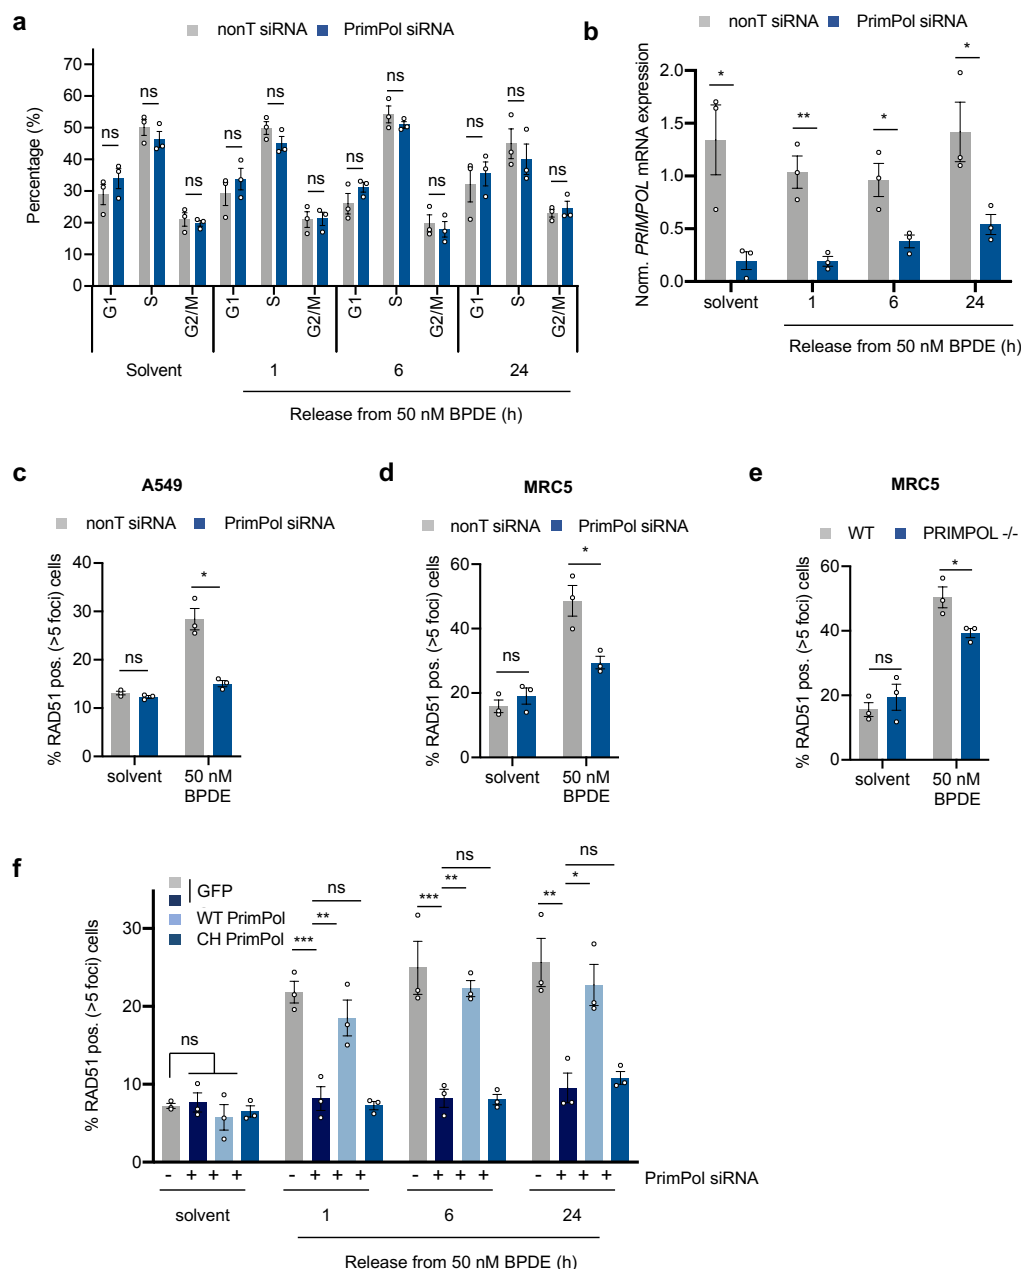 a
nonT siRNA PrimPol siRNA
Percentage (%)
70
60
50
40
30
20
10
0
ns ns ns ns ns ns ns ns ns ns ns ns
G1 S G2/M G1 S G2/M G1 S G2/M G1 S G2/M
Solvent 1 6 24
Release from 50 nM BPDE (h)
b
nonT siRNA PrimPol siRNA
Norm. PRIMPOL mRNA expression
2.0
1.5
1.0
0.5
0.0
* ** * *
solvent 1 6 24
Release from 50 nM BPDE (h)
c
A549
nonT siRNA PrimPol siRNA
% RAD51 pos. (>5 foci) cells
40
30
20
10
0
ns *
solvent 50 nM
BPDE
d
MRC5
nonT siRNA PrimPol siRNA
% RAD51 pos. (>5 foci) cells
60
40
20
0
ns *
solvent 50 nM
BPDE
e
MRC5
WT PRIMPOL -/-
% RAD51 pos. (>5 foci) cells
60
40
20
0
ns *
solvent 50 nM
BPDE
f
GFP
WT PrimPol
CH PrimPol
% RAD51 pos. (>5 foci) cells
30
20
10
0
ns *** ** ns *** ** ns ** * ns
- + + + - + + + - + + + - + + + PrimPol siRNA
solvent 1 6 24
Release from 50 nM BPDE (h)